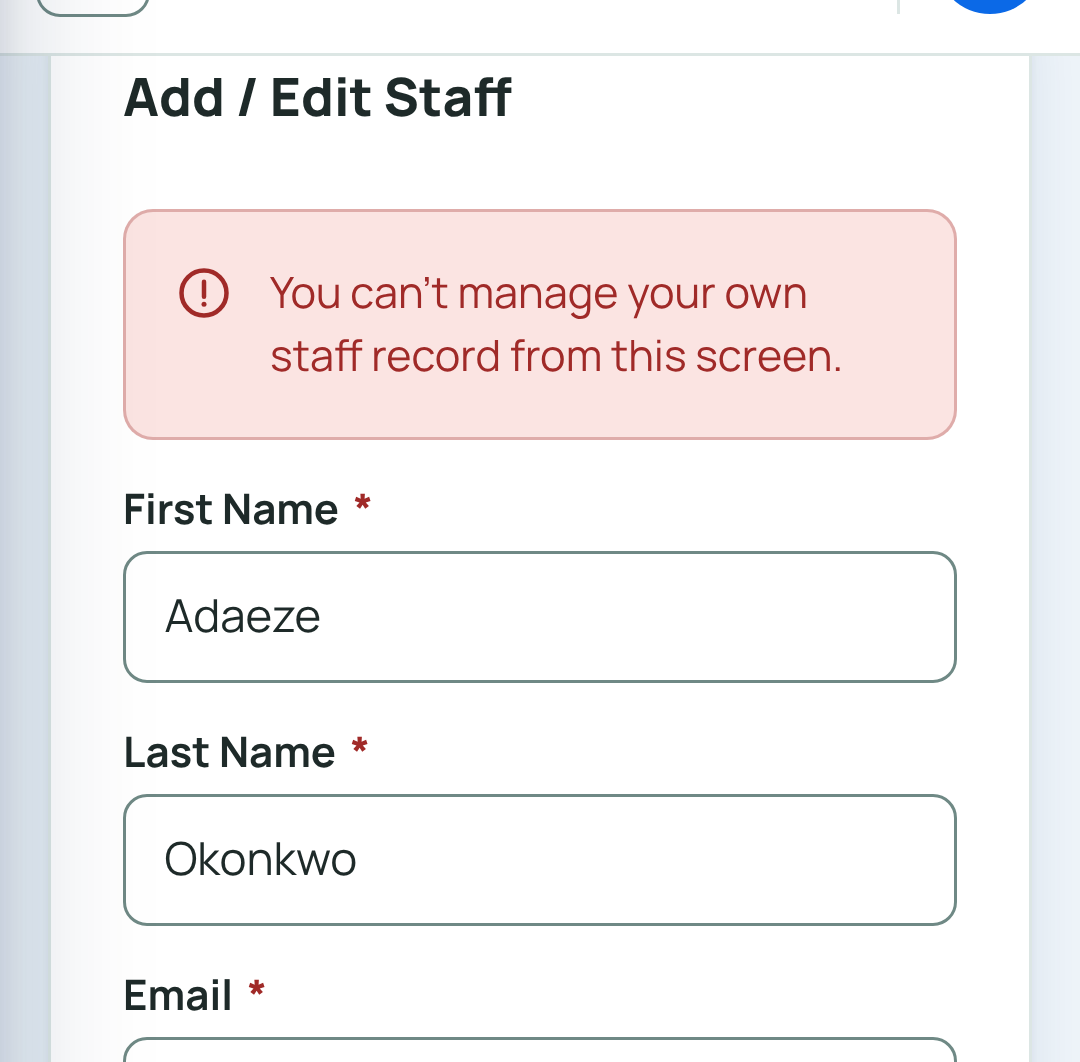 Add / Edit Staff
You can’t manage your own
staff record from this screen.
First Name *
Adaeze
Last Name *
Okonkwo
Email *